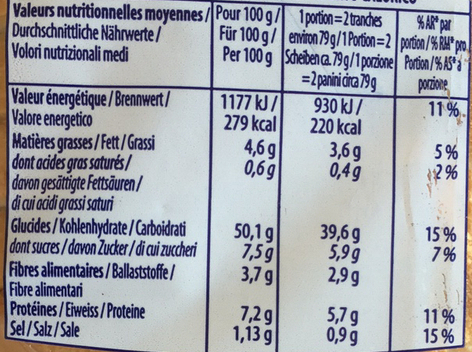 Valeurs nutritionnelles moyennes / Pour 100 g / 1 portion = 2 tranches % AR* par
Durchschnittliche Nährwerte / Für 100 g / environ 79 g / 1 Portion = 2 portion / % RM* pro
Volori nutrizionali medi Per 100 g Scheiben ca. 79 g / 1 porzione Portion / % AS* a
= 2 panini circa 79 g porzione
Valeur énergétique / Brennwert / 1177 kJ / 930 kJ / 11 %
Valore energetico 279 kcal 220 kcal
Matières grasses / Fett / Grassi 4,6 g 3,6 g 5 %
dont acides gras saturés / 0,6 g 0,4 g 2 %
davon gesättigte Fettsäuren /
di cui acidi grassi saturi
Glucides / Kohlenhydrate / Carboidrati 50,1 g 39,6 g 15 %
dont sucres / davon Zucker / di cui zuccheri 7,5 g 5,9 g 7 %
Fibres alimentaires / Ballaststoffe / 3,7 g 2,9 g
Fibre alimentari
Protéines / Eiweiss / Proteine 7,2 g 5,7 g 11 %
Sel / Salz / Sale 1,13 g 0,9 g 15 %